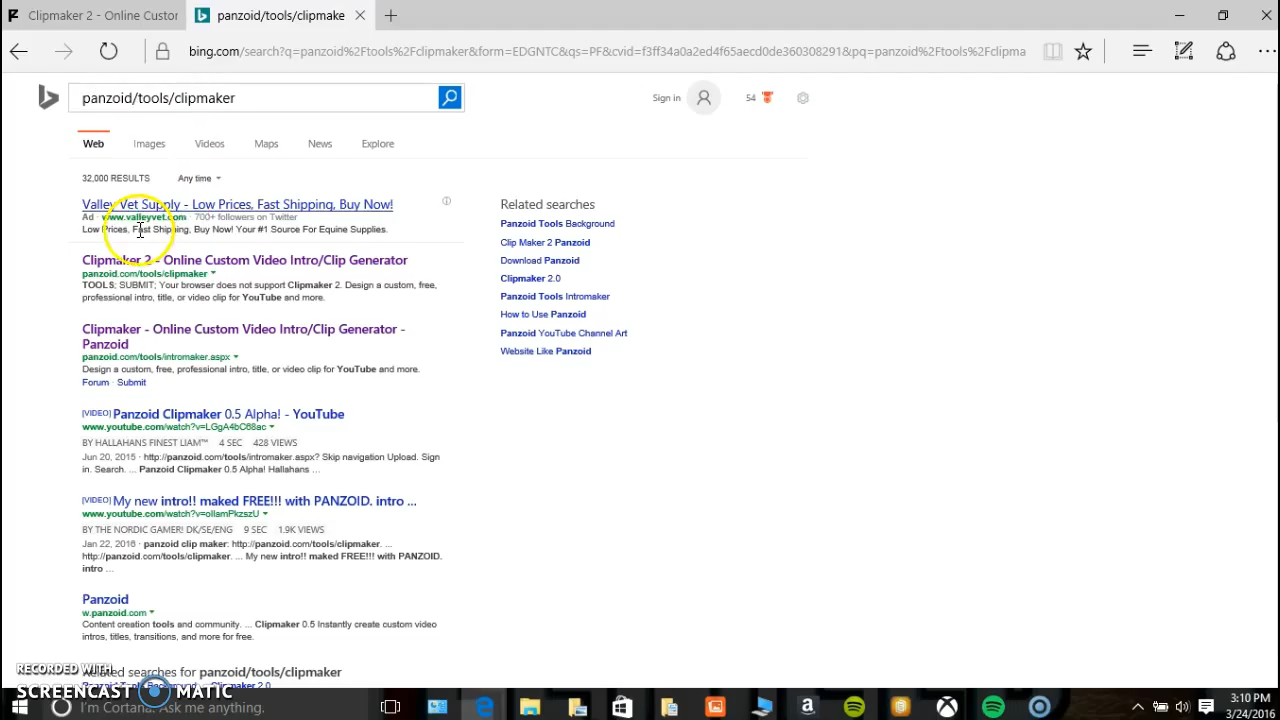 Clipmaker 2 - Online Custor
panzoid/tools/clipmaker
bing.com/search?q=panzoid%2Ftools%2Fclipmaker&form=EDGNTC&qs=PF&cvid=f3ff34a0a2ed4f65aecd0de360308291&pq=panzoid%2Ftools%2Fclipma
panzoid/tools/clipmaker
Sign in
54
Web Images Videos Maps News Explore
32,000 RESULTS Any time
Valley Vet Supply - Low Prices, Fast Shipping, Buy Now!
Ad · www.valleyvet.com · 700+ followers on Twitter
Low Prices, Fast Shipping, Buy Now! Your #1 Source For Equine Supplies.
Clipmaker 2 - Online Custom Video Intro/Clip Generator
panzoid.com/tools/clipmaker
TOOLS; SUBMIT; Your browser does not support Clipmaker 2. Design a custom, free,
professional intro, title, or video clip for YouTube and more.
Clipmaker - Online Custom Video Intro/Clip Generator -
Panzoid
panzoid.com/tools/intromaker.aspx
Design a custom, free, professional intro, title, or video clip for YouTube and more.
Forum · Submit
[VIDEO] Panzoid Clipmaker 0.5 Alpha! - YouTube
www.youtube.com/watch?v=LGgA4bC68ac
BY HALLAHANS FINEST LIAM™ 4 SEC 428 VIEWS
Jun 20, 2015 · http://panzoid.com/tools/intromaker.aspx? Skip navigation Upload. Sign
in. Search. ... Panzoid Clipmaker 0.5 Alpha! Hallahans ...
[VIDEO] My new intro!! maked FREE!!! with PANZOID. intro ...
www.youtube.com/watch?v=ollamPkzszU
BY THE NORDIC GAMER! DK/SE/ENG 9 SEC 1.9K VIEWS
Jan 22, 2016 · panzoid clip maker: http://panzoid.com/tools/clipmaker. ...
http://panzoid.com/tools/clipmaker. ... My new intro!! maked FREE!!! with PANZOID.
intro ...
Panzoid
w.panzoid.com
Content creation tools and community. ... Clipmaker 0.5 Instantly create custom video
intros, titles, transitions, and more for free.
Related searches for panzoid/tools/clipmaker
Panzoid Tools Background Clipmaker 2.0
Related searches
Panzoid Tools Background
Clip Maker 2 Panzoid
Download Panzoid
Clipmaker 2.0
Panzoid Tools Intromaker
How to Use Panzoid
Panzoid YouTube Channel Art
Website Like Panzoid
RECORDED WITH
SCREENCAST MATIC
I'm Cortana. Ask me anything.
3:10 PM
3/24/2016